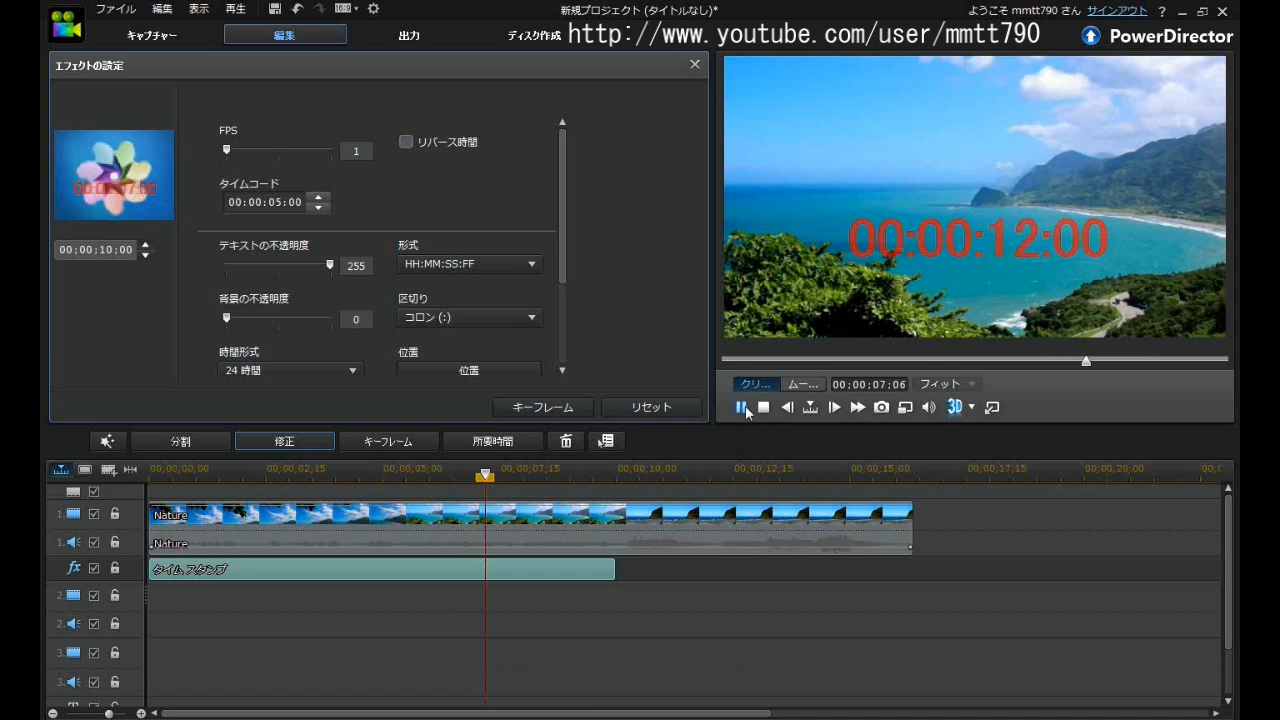 ファイル 編集 表示 再生 新規プロジェクト (タイトルなし)* ようこそ mmtt790 さん サインアウト ?
キャプチャー 編集 出力 ディスク作成 http://www.youtube.com/user/mmtt790 PowerDirector
エフェクトの設定
FPS
1
リバース時間
タイムコード
00:00:05:00
00:00:07:00
00;00;10;00
テキストの不透明度
255
形式
HH:MM:SS:FF
背景の不透明度
0
区切り
コロン (:)
時間形式
24 時間
位置
位置
キーフレーム リセット
00:00:12:00
クリ... ムー... 00;00;07;06 フィット
3D
分割 修正 キーフレーム 所要時間
00;00;00;00 00;00;02;15 00;00;05;00 00;00;07;15 00;00;10;00 00;00;12;15 00;00;15;00 00;00;17;15 00;00;20;00
1. Nature
1. Nature
fx タイム スタンプ
2.
2.
3.
3.